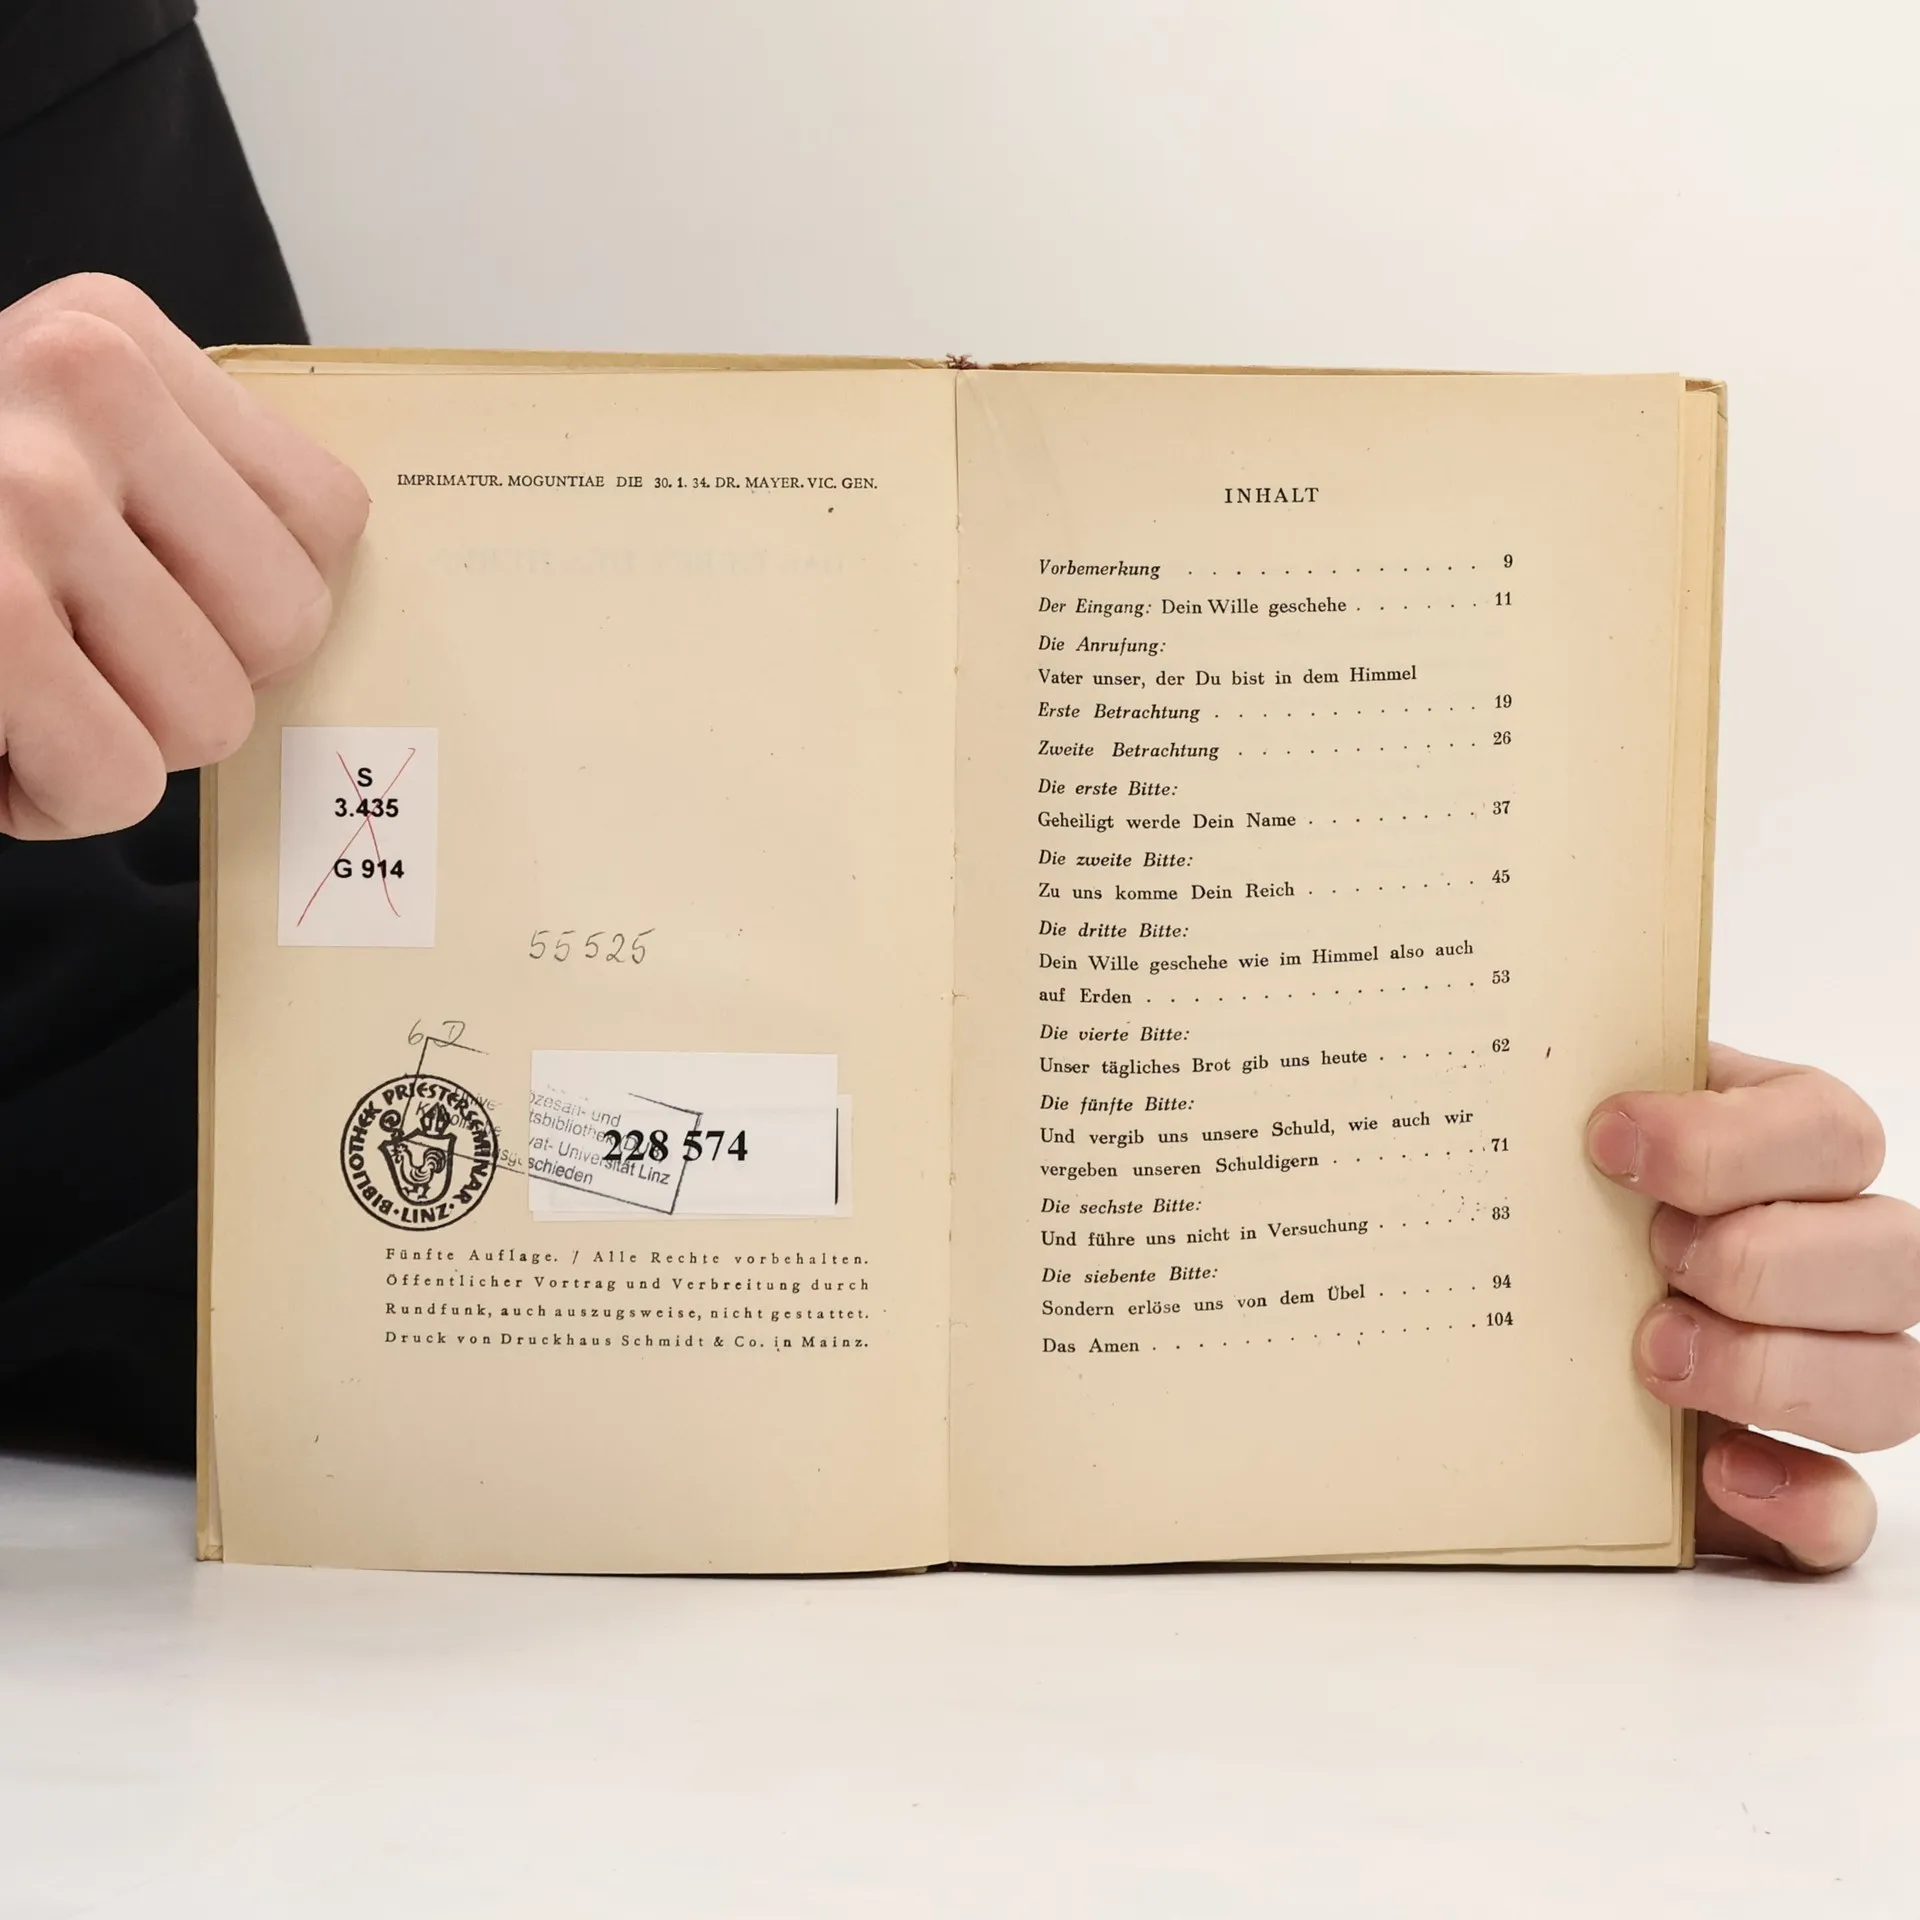 IMPRIMATUR. MOGUNTIAE DIE 30. 1. 34. DR. MAYER. VIC. GEN.
S
3.435
G 914
55525
6 D
BIBLIOTHEK PRIESTERSEMINAR · LINZ ·
228 574
ozesan- und
Universität Linz
schieden
Fünfte Auflage. / Alle Rechte vorbehalten.
Öffentlicher Vortrag und Verbreitung durch
Rundfunk, auch auszugsweise, nicht gestattet.
Druck von Druckhaus Schmidt & Co. in Mainz.
INHALT
Vorbemerkung . . . . . . . . . . . . . 9
Der Eingang: Dein Wille geschehe . . . . . . 11
Die Anrufung:
Vater unser, der Du bist in dem Himmel
Erste Betrachtung . . . . . . . . . . . . 19
Zweite Betrachtung . . . . . . . . . . . 26
Die erste Bitte:
Geheiligt werde Dein Name . . . . . . . . 37
Die zweite Bitte:
Zu uns komme Dein Reich . . . . . . . . 45
Die dritte Bitte:
Dein Wille geschehe wie im Himmel also auch
auf Erden . . . . . . . . . . . . . . . 53
Die vierte Bitte:
Unser tägliches Brot gib uns heute . . . . . 62
Die fünfte Bitte:
Und vergib uns unsere Schuld, wie auch wir
vergeben unseren Schuldigern . . . . . . . 71
Die sechste Bitte:
Und führe uns nicht in Versuchung . . . . . 83
Die siebente Bitte:
Sondern erlöse uns von dem Übel . . . . . 94
Das Amen . . . . . . . . . . . . . . 104